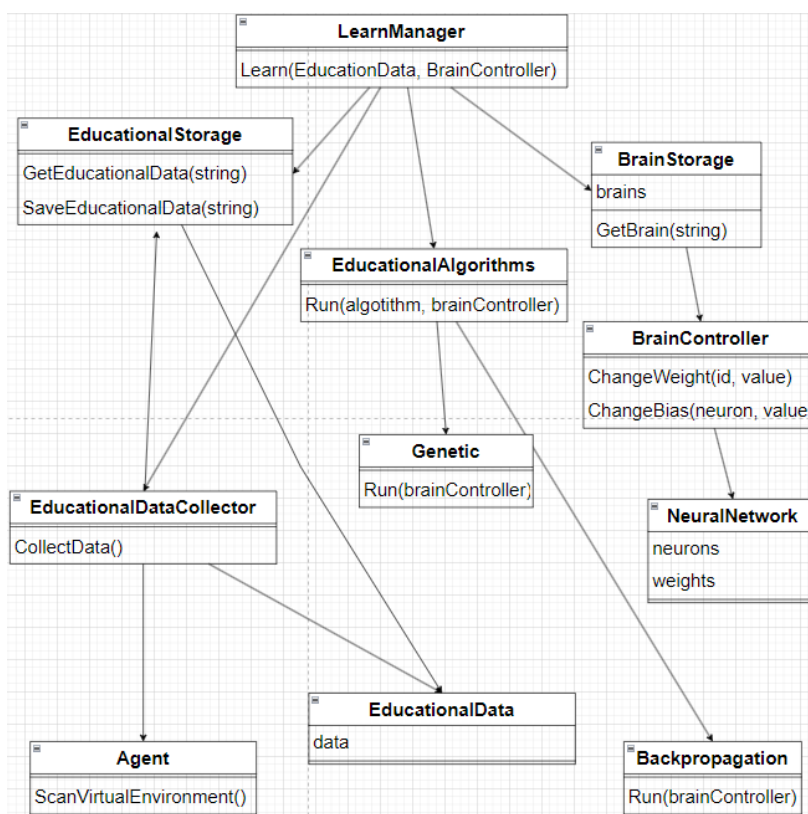 LearnManager
Learn(EducationData, BrainController)
EducationalStorage
GetEducationalData(string)
SaveEducationalData(string)
BrainStorage
brains
GetBrain(string)
EducationalAlgorithms
Run(algotithm, brainController)
BrainController
ChangeWeight(id, value)
ChangeBias(neuron, value
Genetic
Run(brainController)
EducationalDataCollector
CollectData()
NeuralNetwork
neurons
weights
EducationalData
data
Agent
ScanVirtualEnvironment()
Backpropagation
Run(brainController)